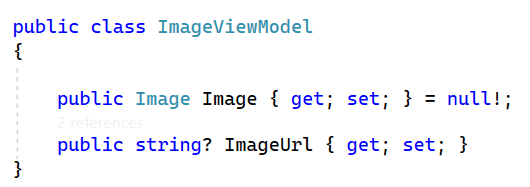 public class ImageViewModel
{
public Image Image { get; set; } = null!;
2 references
public string? ImageUrl { get; set; }
}